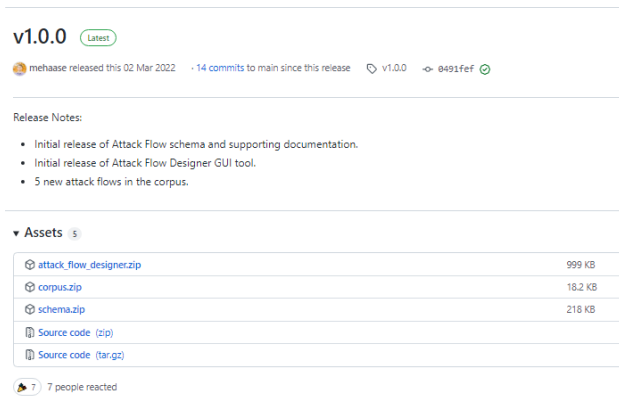 v1.0.0 Latest
mehaase released this 02 Mar 2022 · 14 commits to main since this release v1.0.0 0491fef
Release Notes:
• Initial release of Attack Flow schema and supporting documentation.
• Initial release of Attack Flow Designer GUI tool.
• 5 new attack flows in the corpus.
▾ Assets 5
attack_flow_designer.zip 999 KB
corpus.zip 18.2 KB
schema.zip 218 KB
Source code (zip)
Source code (tar.gz)
7 7 people reacted